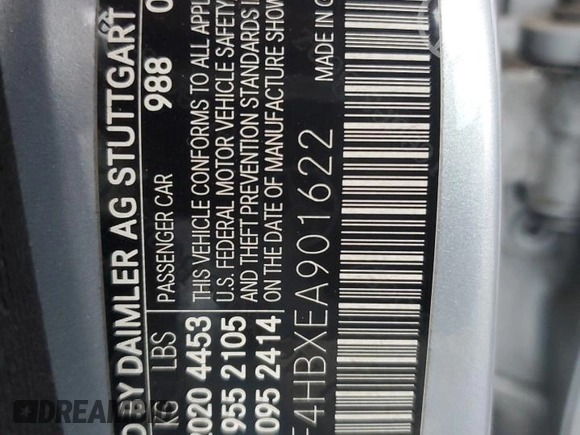 D BY DAIMLER AG STUTTGART
988
KG LBS PASSENGER CAR
2020 4453
955 2105
095 2414
THIS VEHICLE CONFORMS TO ALL APPL
U.S. FEDERAL MOTOR VEHICLE SAFETY
AND THEFT PREVENTION STANDARDS
ON THE DATE OF MANUFACTURE SHOW
MADE IN
4HBXEA901622
DREAMBID